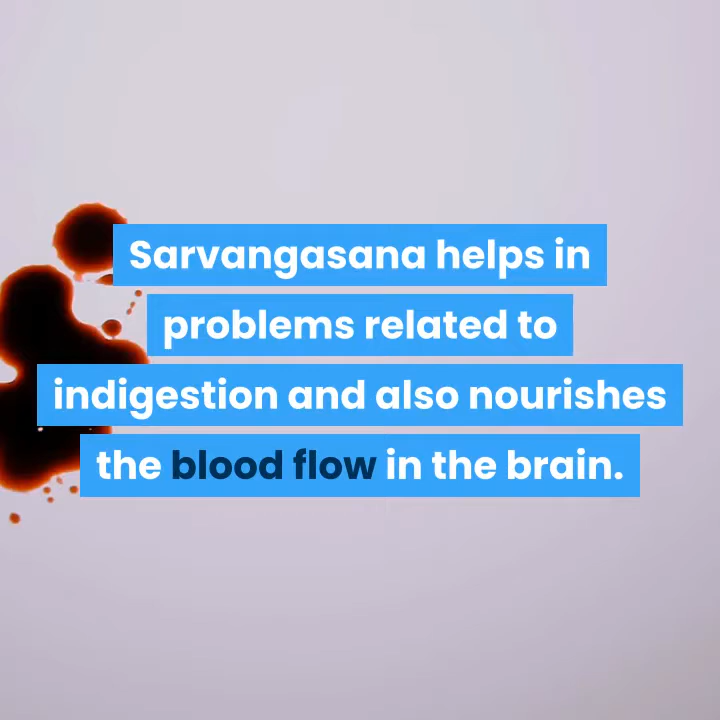 Sarvangasana helps in
problems related to
indigestion and also nourishes
the blood flow in the brain.